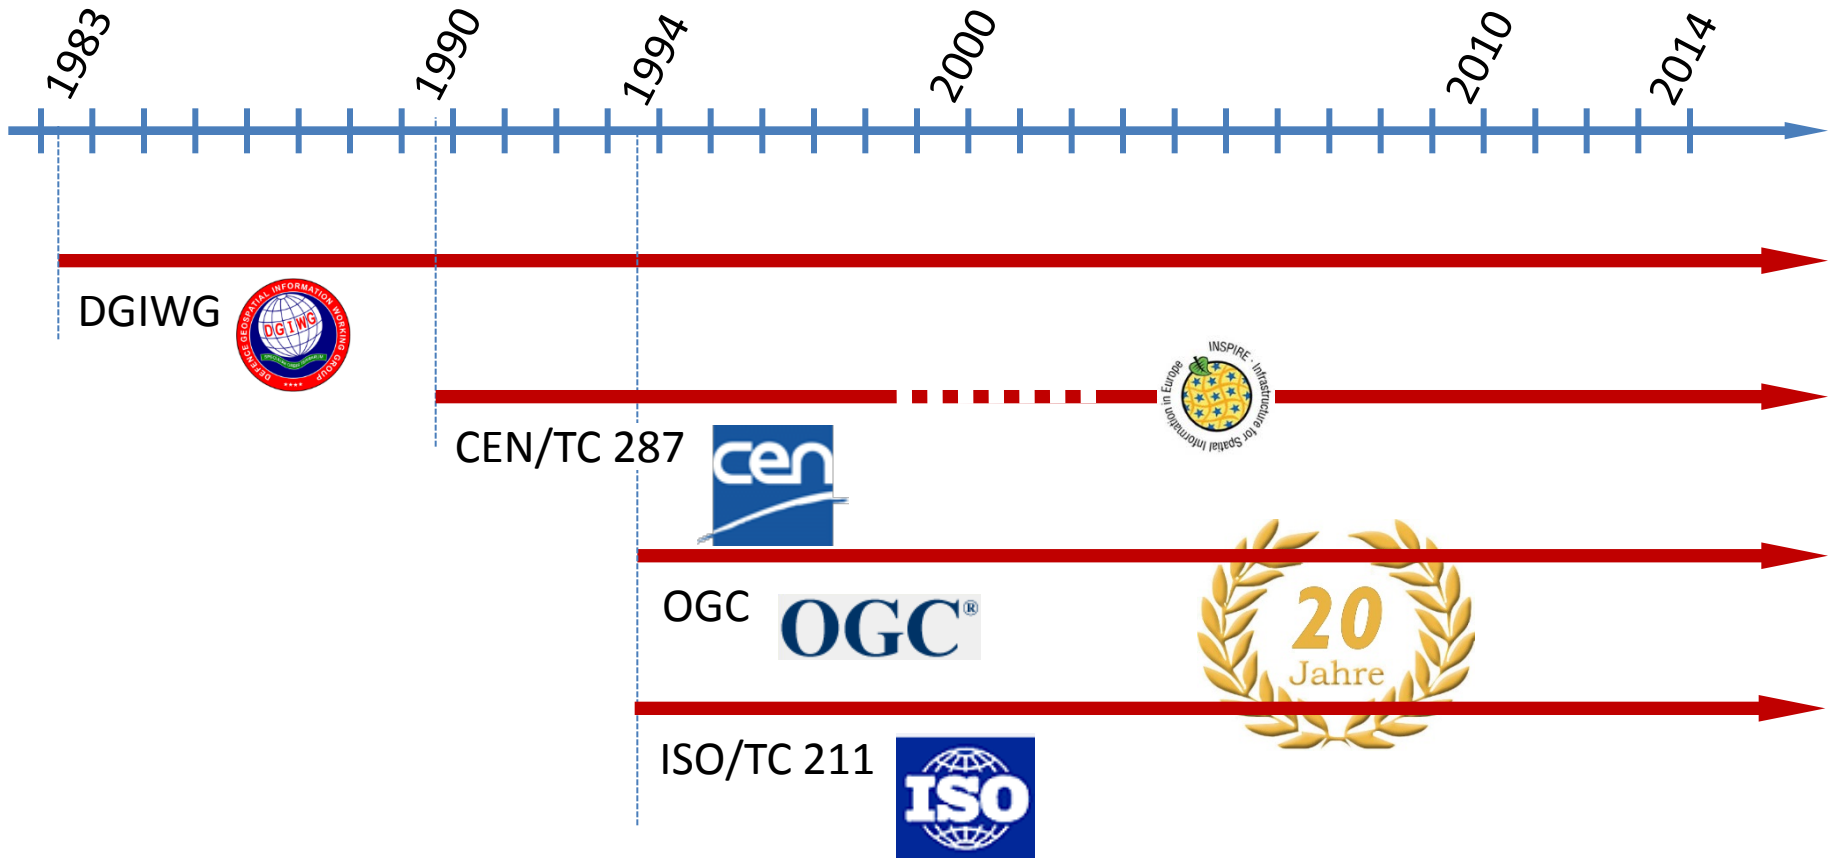 1983
1990
1994
2000
2010
2014
DGIWG
DEFENCE GEOSPATIAL INFORMATION WORKING GROUP
DGIWG
INSPIRE - Infrastructure for Spatial Information in Europe
CEN/TC 287
cen
OGC
OGC®
20
Jahre
ISO/TC 211
ISO